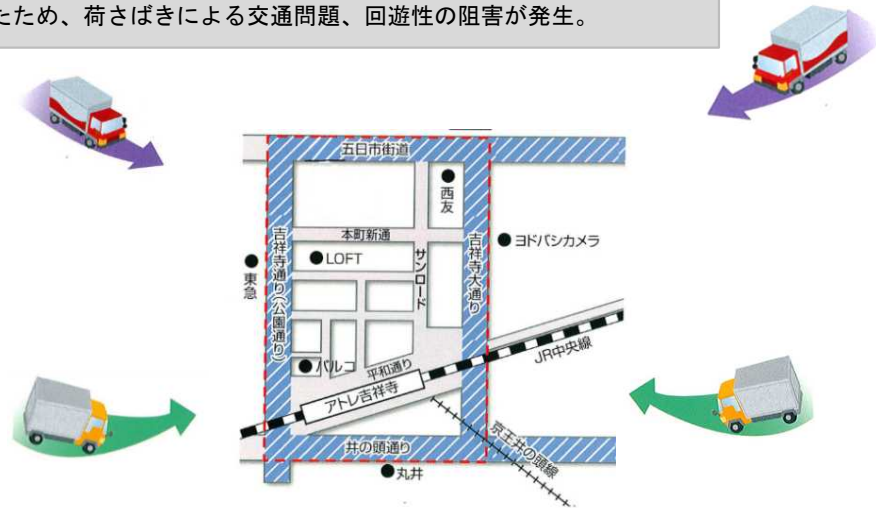 たため、荷さばきによる交通問題、回遊性の阻害が発生。
五日市街道
西友
本町新通
吉祥寺通り(公園通り)
LOFT
サンロード
吉祥寺大通り
ヨドバシカメラ
東急
パルコ
平和通り
アトレ吉祥寺
JR中央線
井の頭通り
京王井の頭線
丸井